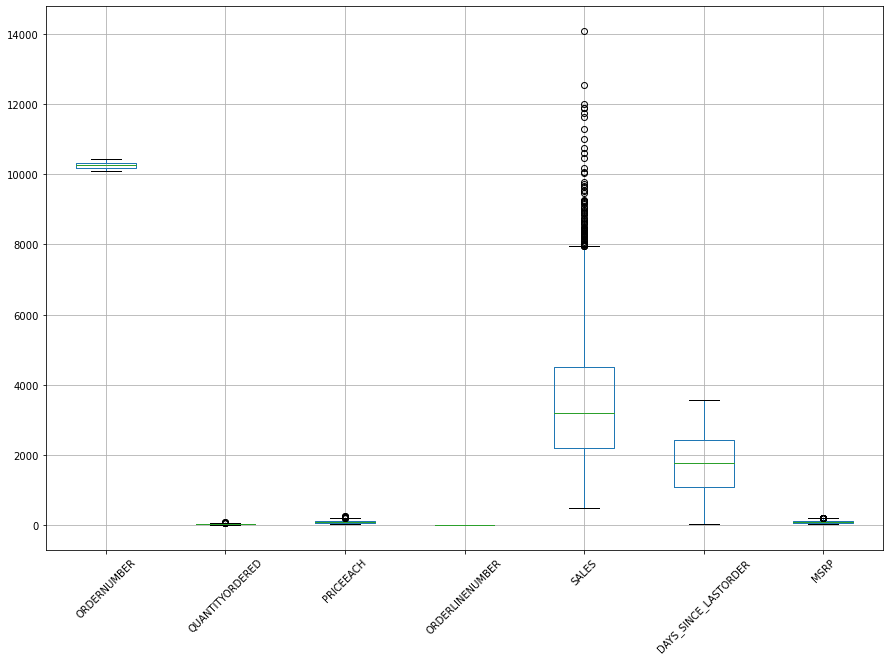 14000
12000
10000
8000
6000
4000
2000
0
ORDERNUMBER
QUANTITYORDERED
PRICEEACH
ORDERLINENUMBER
SALES
DAYS_SINCE_LASTORDER
MSRP